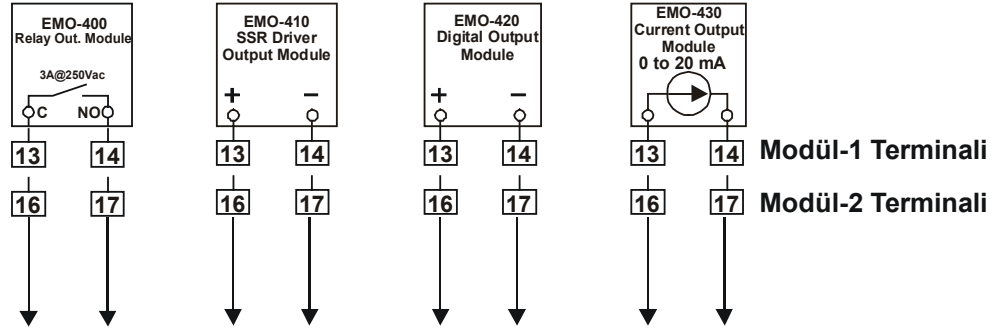 EMO-400
Relay Out. Module
3A@250Vac
C NO
EMO-410
SSR Driver
Output Module
+ −
EMO-420
Digital Output
Module
+ −
EMO-430
Current Output
Module
0 to 20 mA
13 14 13 14 13 14 13 14 Modül-1 Terminali
16 17 16 17 16 17 16 17 Modül-2 Terminali